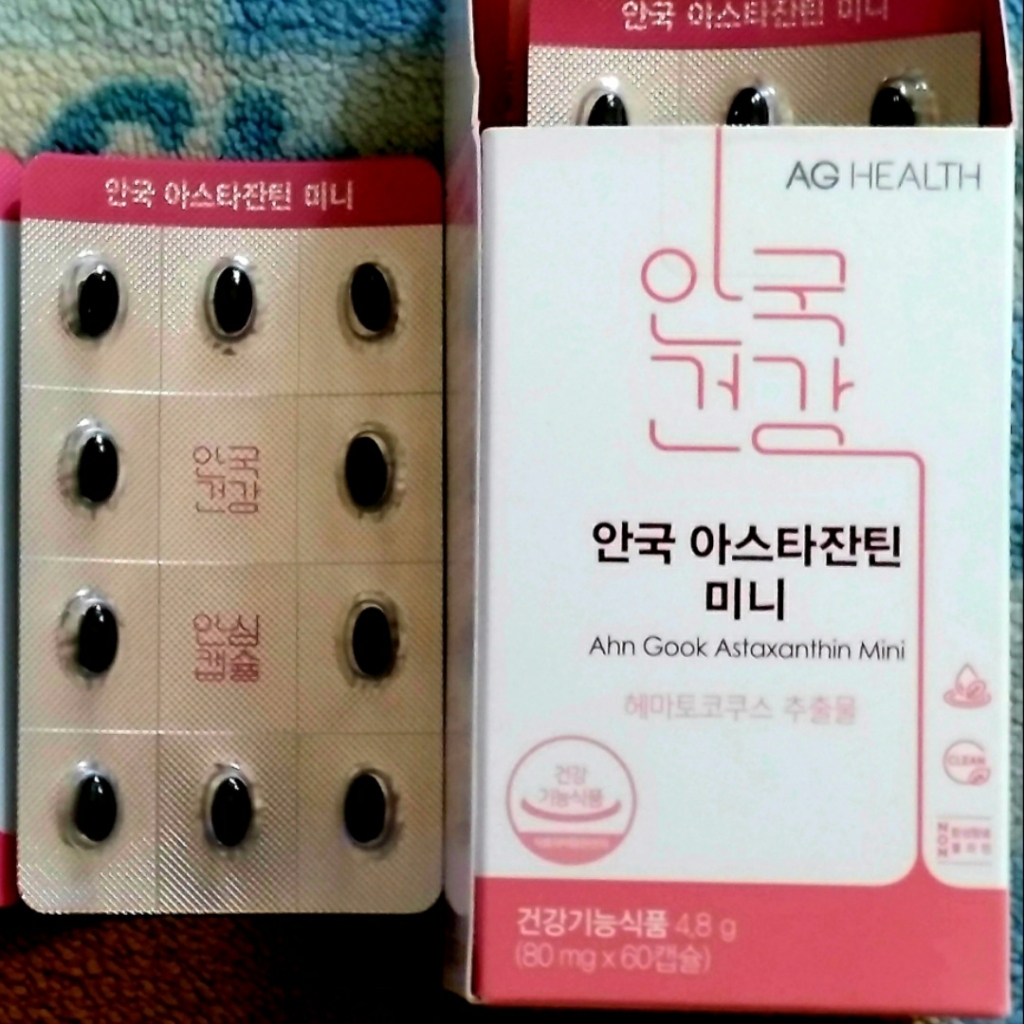 안국 아스타잔틴 미니
안국
건강
안심
캡슐
안국 아스타잔틴 미니
AG HEALTH
안국
건강
안국 아스타잔틴
미니
Ahn Gook Astaxanthin Mini
헤마토코쿠스 추출물
건강
기능식품
CLEAN
NON
건강기능식품 4.8 g
(80 mg x 60캡슐)